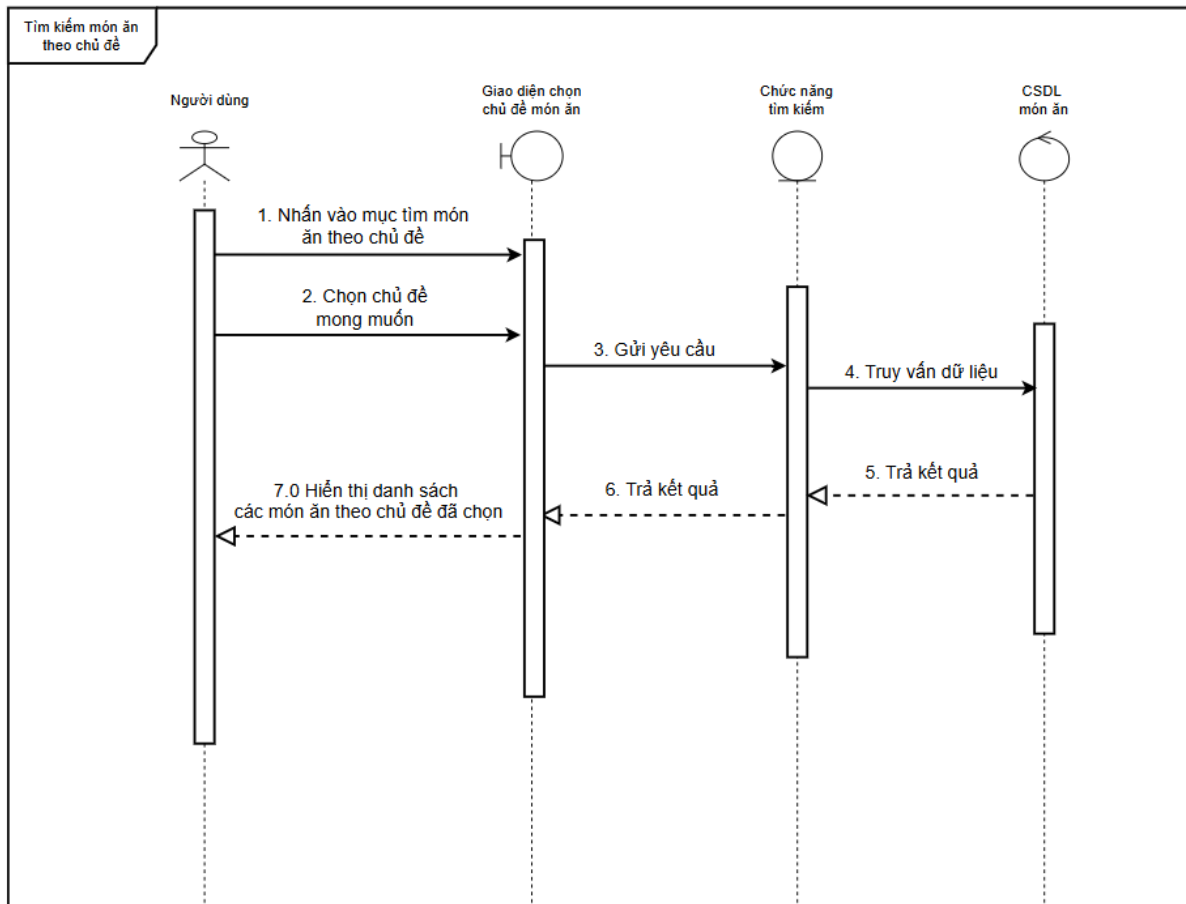 Tìm kiếm món ăn
theo chủ đề
Người dùng
Giao diện chọn
chủ đề món ăn
Chức năng
tìm kiếm
CSDL
món ăn
1. Nhấn vào mục tìm món
ăn theo chủ đề
2. Chọn chủ đề
mong muốn
3. Gửi yêu cầu
4. Truy vấn dữ liệu
5. Trả kết quả
6. Trả kết quả
7.0 Hiển thị danh sách
các món ăn theo chủ đề đã chọn